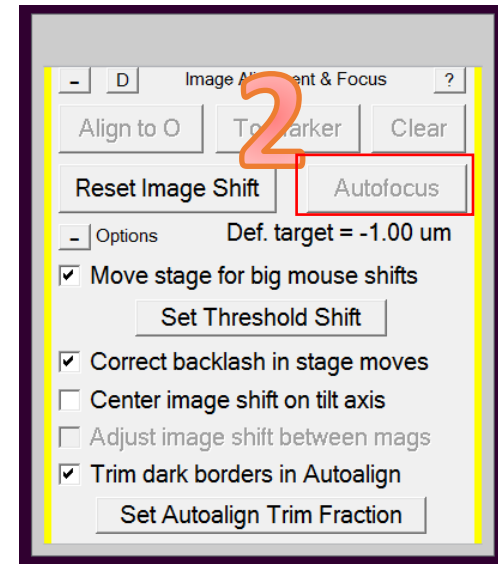 - D Image Alignment & Focus ?
2
Align to O To Marker Clear
Reset Image Shift Autofocus
- Options Def. target = -1.00 um
Move stage for big mouse shifts
Set Threshold Shift
Correct backlash in stage moves
Center image shift on tilt axis
Adjust image shift between mags
Trim dark borders in Autoalign
Set Autoalign Trim Fraction